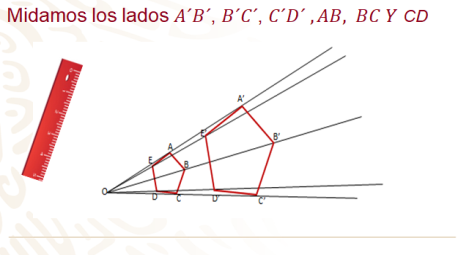 Midamos los lados A´B´, B´C´, C´D´ ,AB, BC Y CD
A'
E'
B'
A
E
B
O
D
C
D'
C'